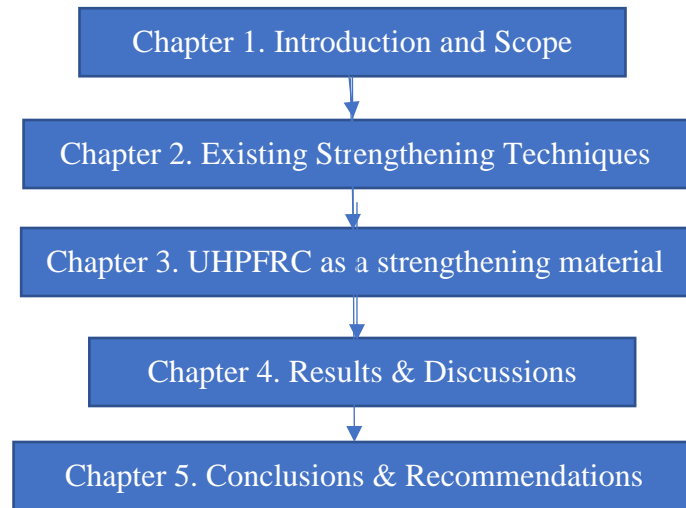 Chapter 1. Introduction and Scope
Chapter 2. Existing Strengthening Techniques
Chapter 3. UHPFRC as a strengthening material
Chapter 4. Results & Discussions
Chapter 5. Conclusions & Recommendations